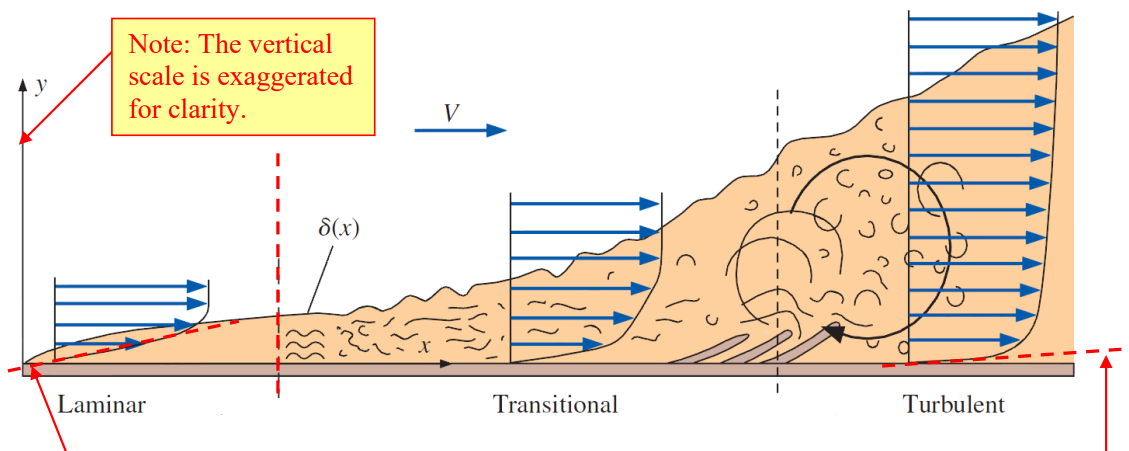 Note: The vertical
scale is exaggerated
for clarity.
y
V
δ(x)
x
Laminar
Transitional
Turbulent